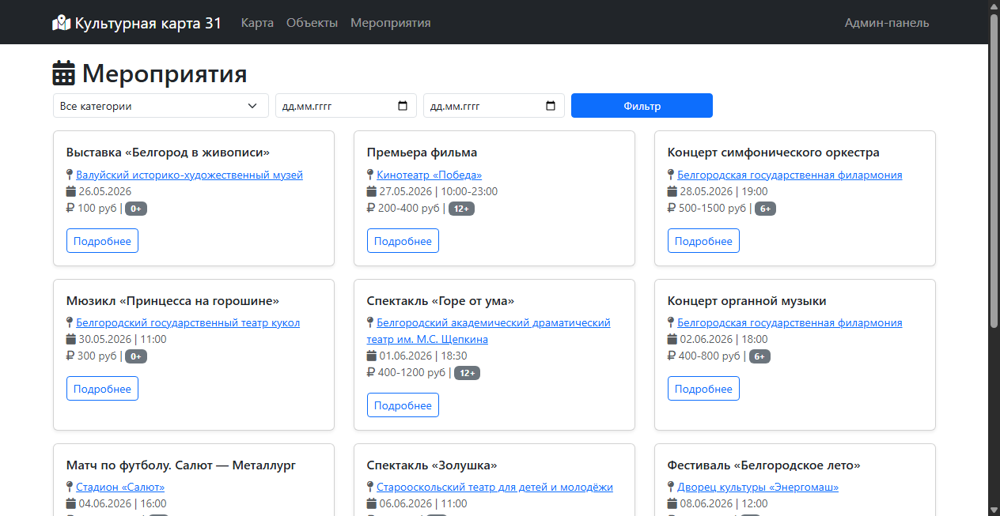 Культурная карта 31 Карта Объекты Мероприятия Админ-панель
Мероприятия
Все категории дд.мм.гггг дд.мм.гггг Фильтр
Выставка «Белгород в живописи»
Валуйский историко-художественный музей
26.05.2026
₽ 100 руб | 0+
Подробнее
Премьера фильма
Кинотеатр «Победа»
27.05.2026 | 10:00-23:00
₽ 200-400 руб | 12+
Подробнее
Концерт симфонического оркестра
Белгородская государственная филармония
28.05.2026 | 19:00
₽ 500-1500 руб | 6+
Подробнее
Мюзикл «Принцесса на горошине»
Белгородский государственный театр кукол
30.05.2026 | 11:00
₽ 300 руб | 0+
Подробнее
Спектакль «Горе от ума»
Белгородский академический драматический
театр им. М.С. Щепкина
01.06.2026 | 18:30
₽ 400-1200 руб | 12+
Подробнее
Концерт органной музыки
Белгородская государственная филармония
02.06.2026 | 18:00
₽ 400-800 руб | 6+
Подробнее
Матч по футболу. Салют — Металлург
Стадион «Салют»
04.06.2026 | 16:00
Спектакль «Золушка»
Старооскольский театр для детей и молодёжи
06.06.2026 | 11:00
Фестиваль «Белгородское лето»
Дворец культуры «Энергомаш»
08.06.2026 | 12:00